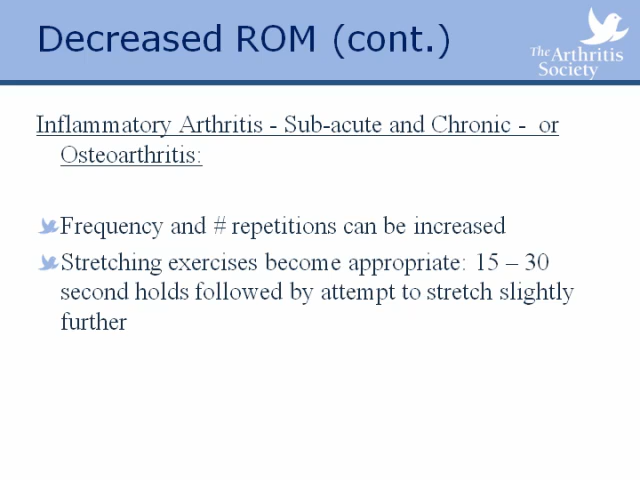 Decreased ROM (cont.)
The Arthritis
Society
Inflammatory Arthritis - Sub-acute and Chronic - or
Osteoarthritis:
Frequency and # repetitions can be increased
Stretching exercises become appropriate: 15 – 30
second holds followed by attempt to stretch slightly
further